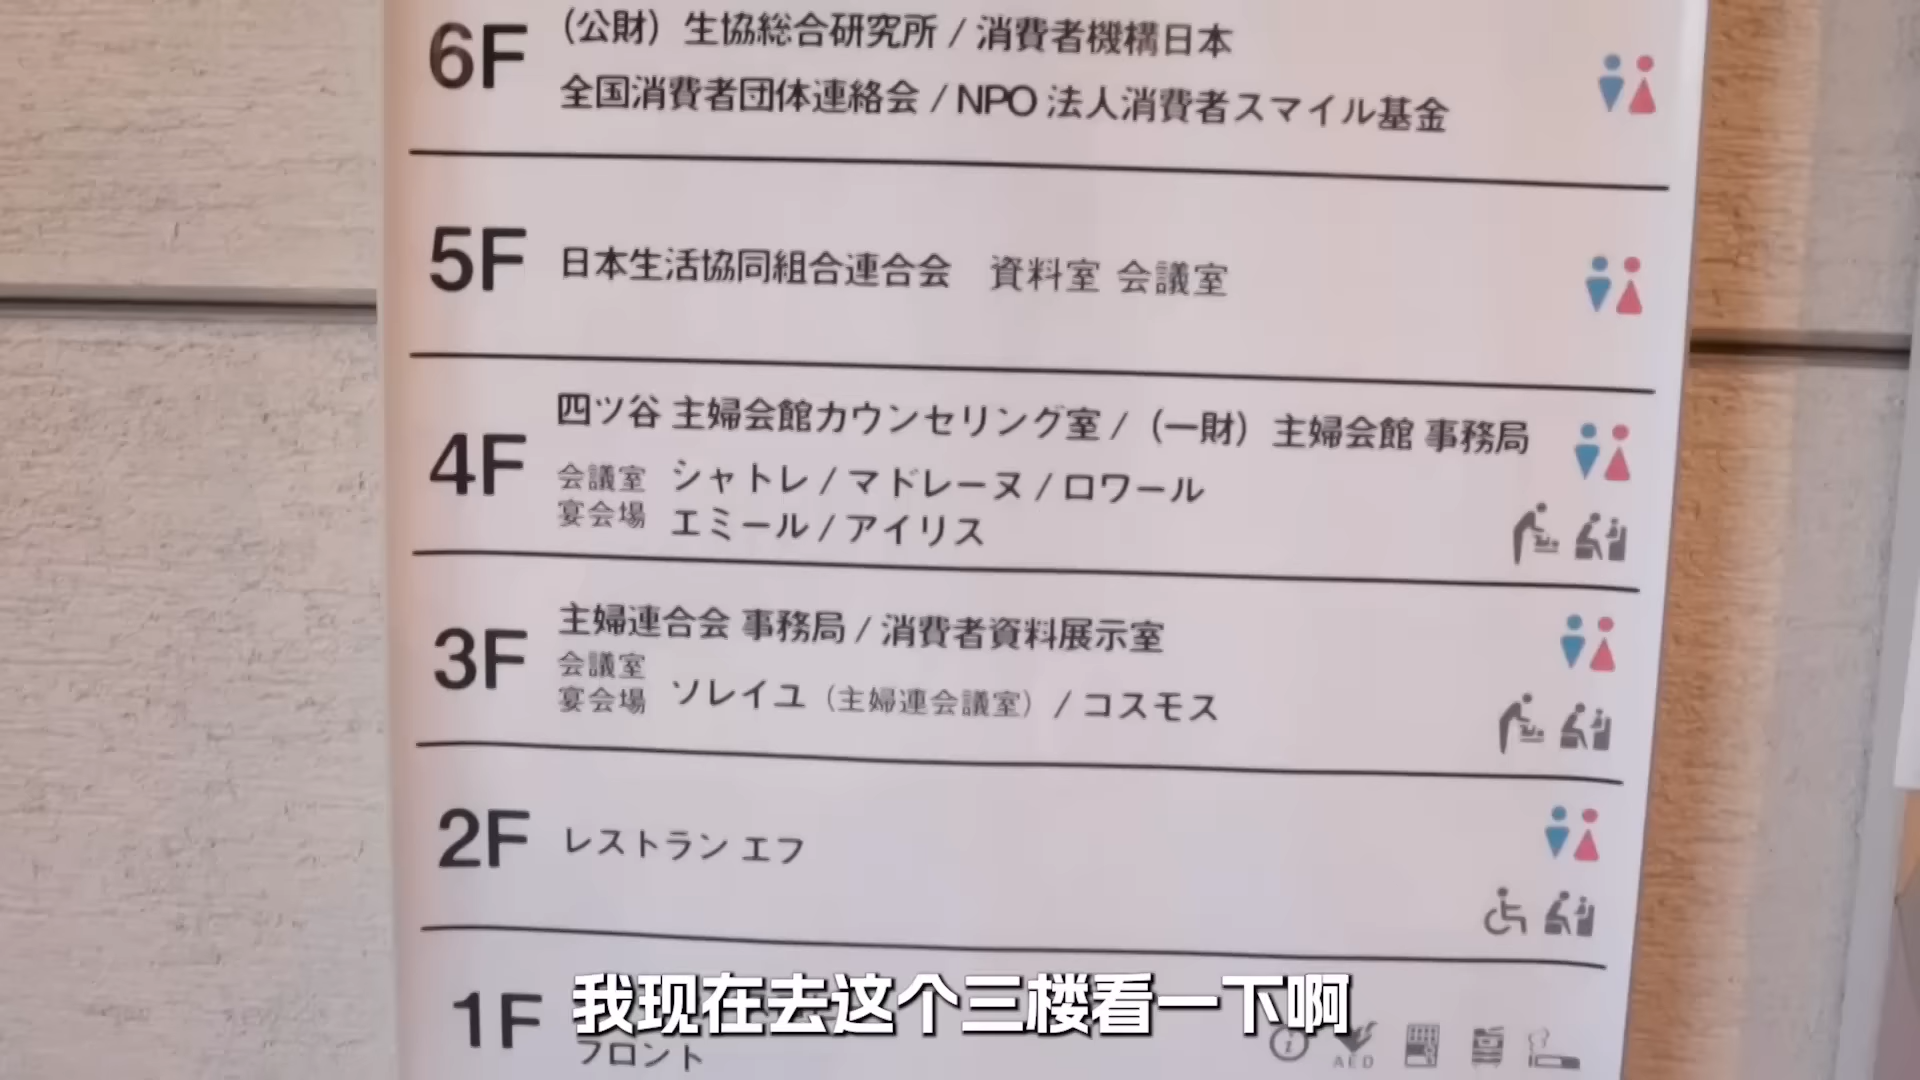 6F （公財）生協総合研究所 / 消費者機構日本
全国消費者団体連絡会 / NPO 法人消費者スマイル基金
5F 日本生活協同組合連合会 資料室 会議室
4F 四ツ谷 主婦会館カウンセリング室 /（一財）主婦会館 事務局
会議室 シャトレ / マドレーヌ / ロワール
宴会場 エミール / アイリス
3F 主婦連合会 事務局 / 消費者資料展示室
会議室
宴会場 ソレイユ（主婦連会議室）/ コスモス
2F レストラン エフ
1F
フロント
i AED
我现在去这个三楼看一下啊